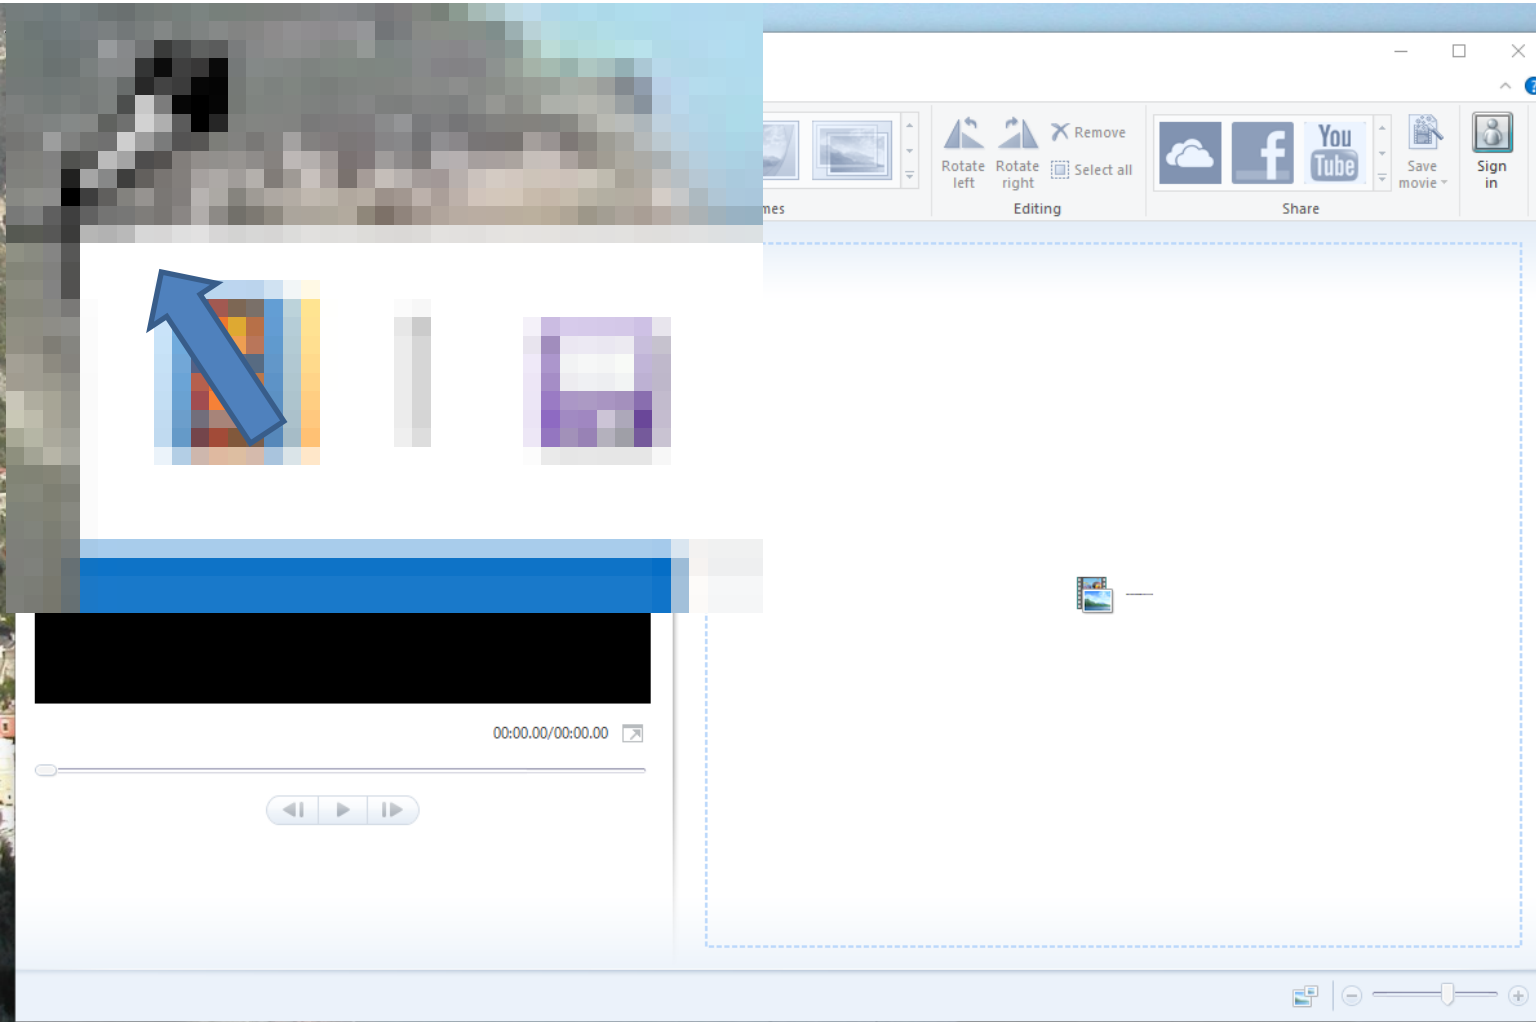 Rotate left
Rotate right
Remove
Select all
You Tube
Save movie
Sign in
mes
Editing
Share
00:00.00/00:00.00